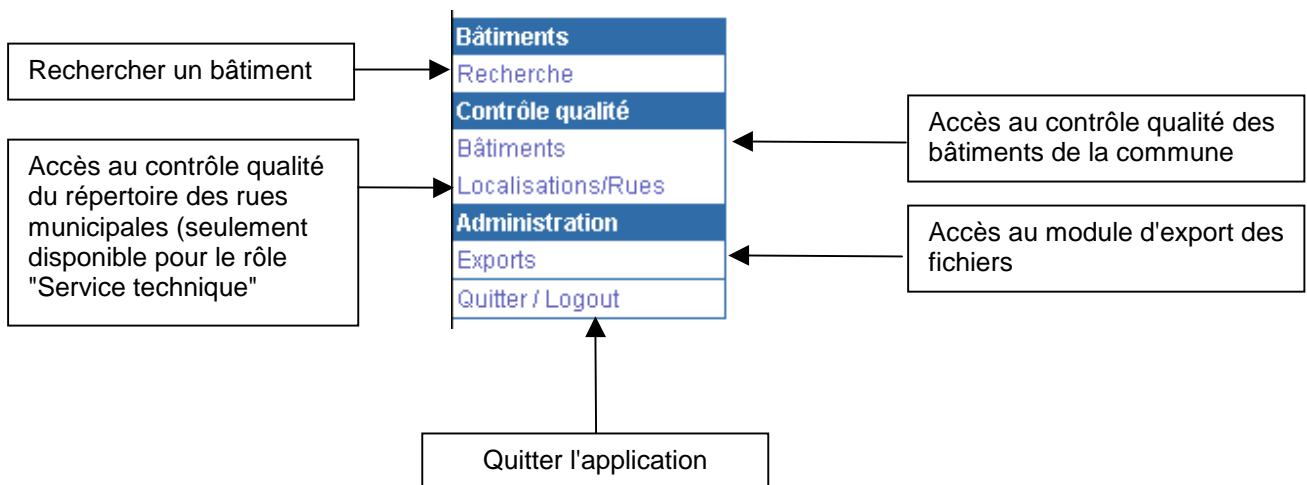 Bâtiments
Recherche
Contrôle qualité
Bâtiments
Localisations/Rues
Administration
Exports
Quitter / Logout
Rechercher un bâtiment
Accès au contrôle qualité
du répertoire des rues
municipales (seulement
disponible pour le rôle
"Service technique"
Accès au contrôle qualité des
bâtiments de la commune
Accès au module d'export des
fichiers
Quitter l'application